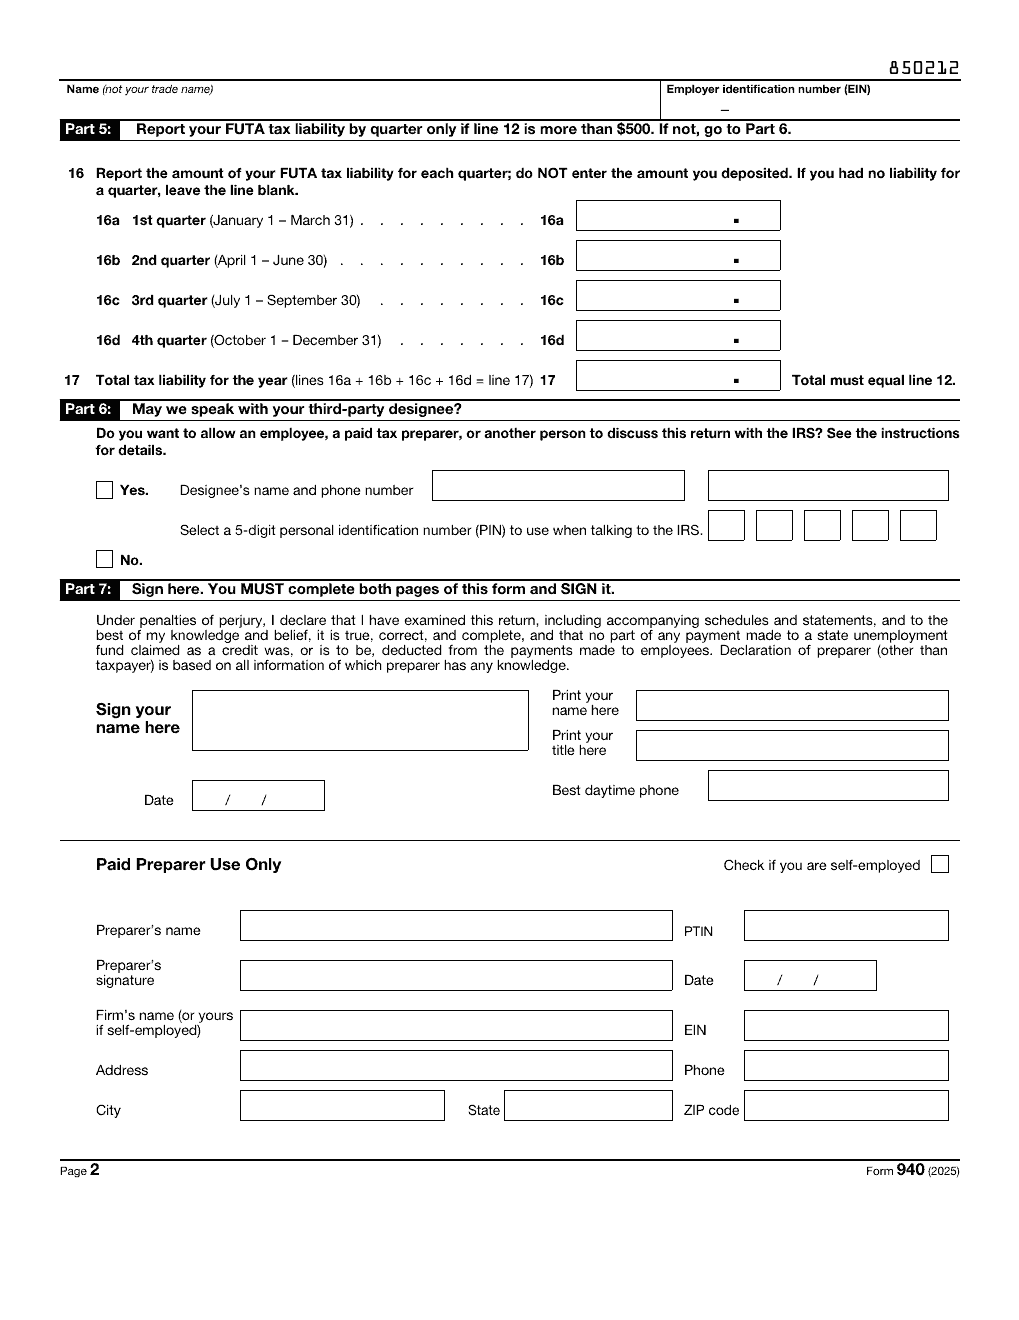 850212
Name (not your trade name)
Employer identification number (EIN)
–
Part 5: Report your FUTA tax liability by quarter only if line 12 is more than $500. If not, go to Part 6.
16 Report the amount of your FUTA tax liability for each quarter; do NOT enter the amount you deposited. If you had no liability for
a quarter, leave the line blank.
16a 1st quarter (January 1 – March 31) . . . . . . . . . 16a .
16b 2nd quarter (April 1 – June 30) . . . . . . . . . . 16b .
16c 3rd quarter (July 1 – September 30) . . . . . . . . 16c .
16d 4th quarter (October 1 – December 31) . . . . . . . 16d .
17 Total tax liability for the year (lines 16a + 16b + 16c + 16d = line 17) 17 . Total must equal line 12.
Part 6: May we speak with your third-party designee?
Do you want to allow an employee, a paid tax preparer, or another person to discuss this return with the IRS? See the instructions
for details.
Yes. Designee's name and phone number
Select a 5-digit personal identification number (PIN) to use when talking to the IRS.
No.
Part 7: Sign here. You MUST complete both pages of this form and SIGN it.
Under penalties of perjury, I declare that I have examined this return, including accompanying schedules and statements, and to the
best of my knowledge and belief, it is true, correct, and complete, and that no part of any payment made to a state unemployment
fund claimed as a credit was, or is to be, deducted from the payments made to employees. Declaration of preparer (other than
taxpayer) is based on all information of which preparer has any knowledge.
Sign your
name here
Print your
name here
Print your
title here
Date / /
Best daytime phone
Paid Preparer Use Only
Check if you are self-employed
Preparer's name
PTIN
Preparer's
signature
Date / /
Firm's name (or yours
if self-employed)
EIN
Address
Phone
City
State
ZIP code
Page 2
Form 940 (2025)